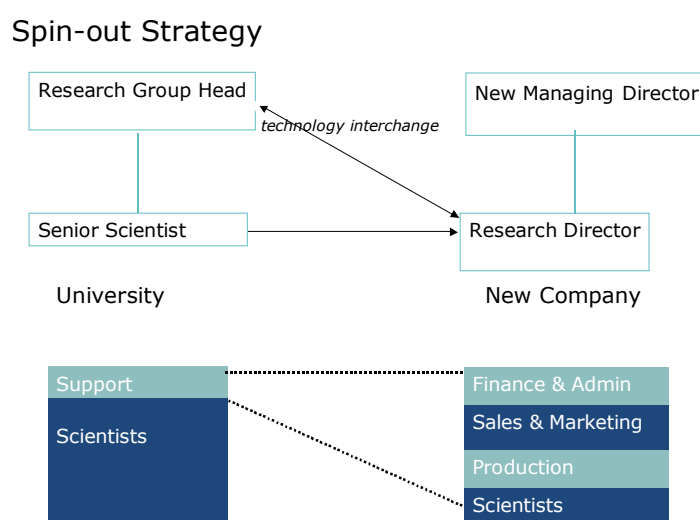 Spin-out Strategy
Research Group Head
New Managing Director
technology interchange
Senior Scientist
Research Director
University
New Company
Support
Finance & Admin
Scientists
Sales & Marketing
Production
Scientists